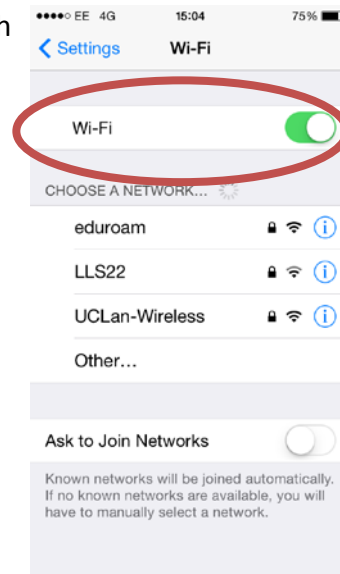 EE 4G 15:04 75%
Settings Wi-Fi
Wi-Fi
CHOOSE A NETWORK...
eduroam
LLS22
UCLan-Wireless
Other...
Ask to Join Networks
Known networks will be joined automatically.
If no known networks are available, you will
have to manually select a network.